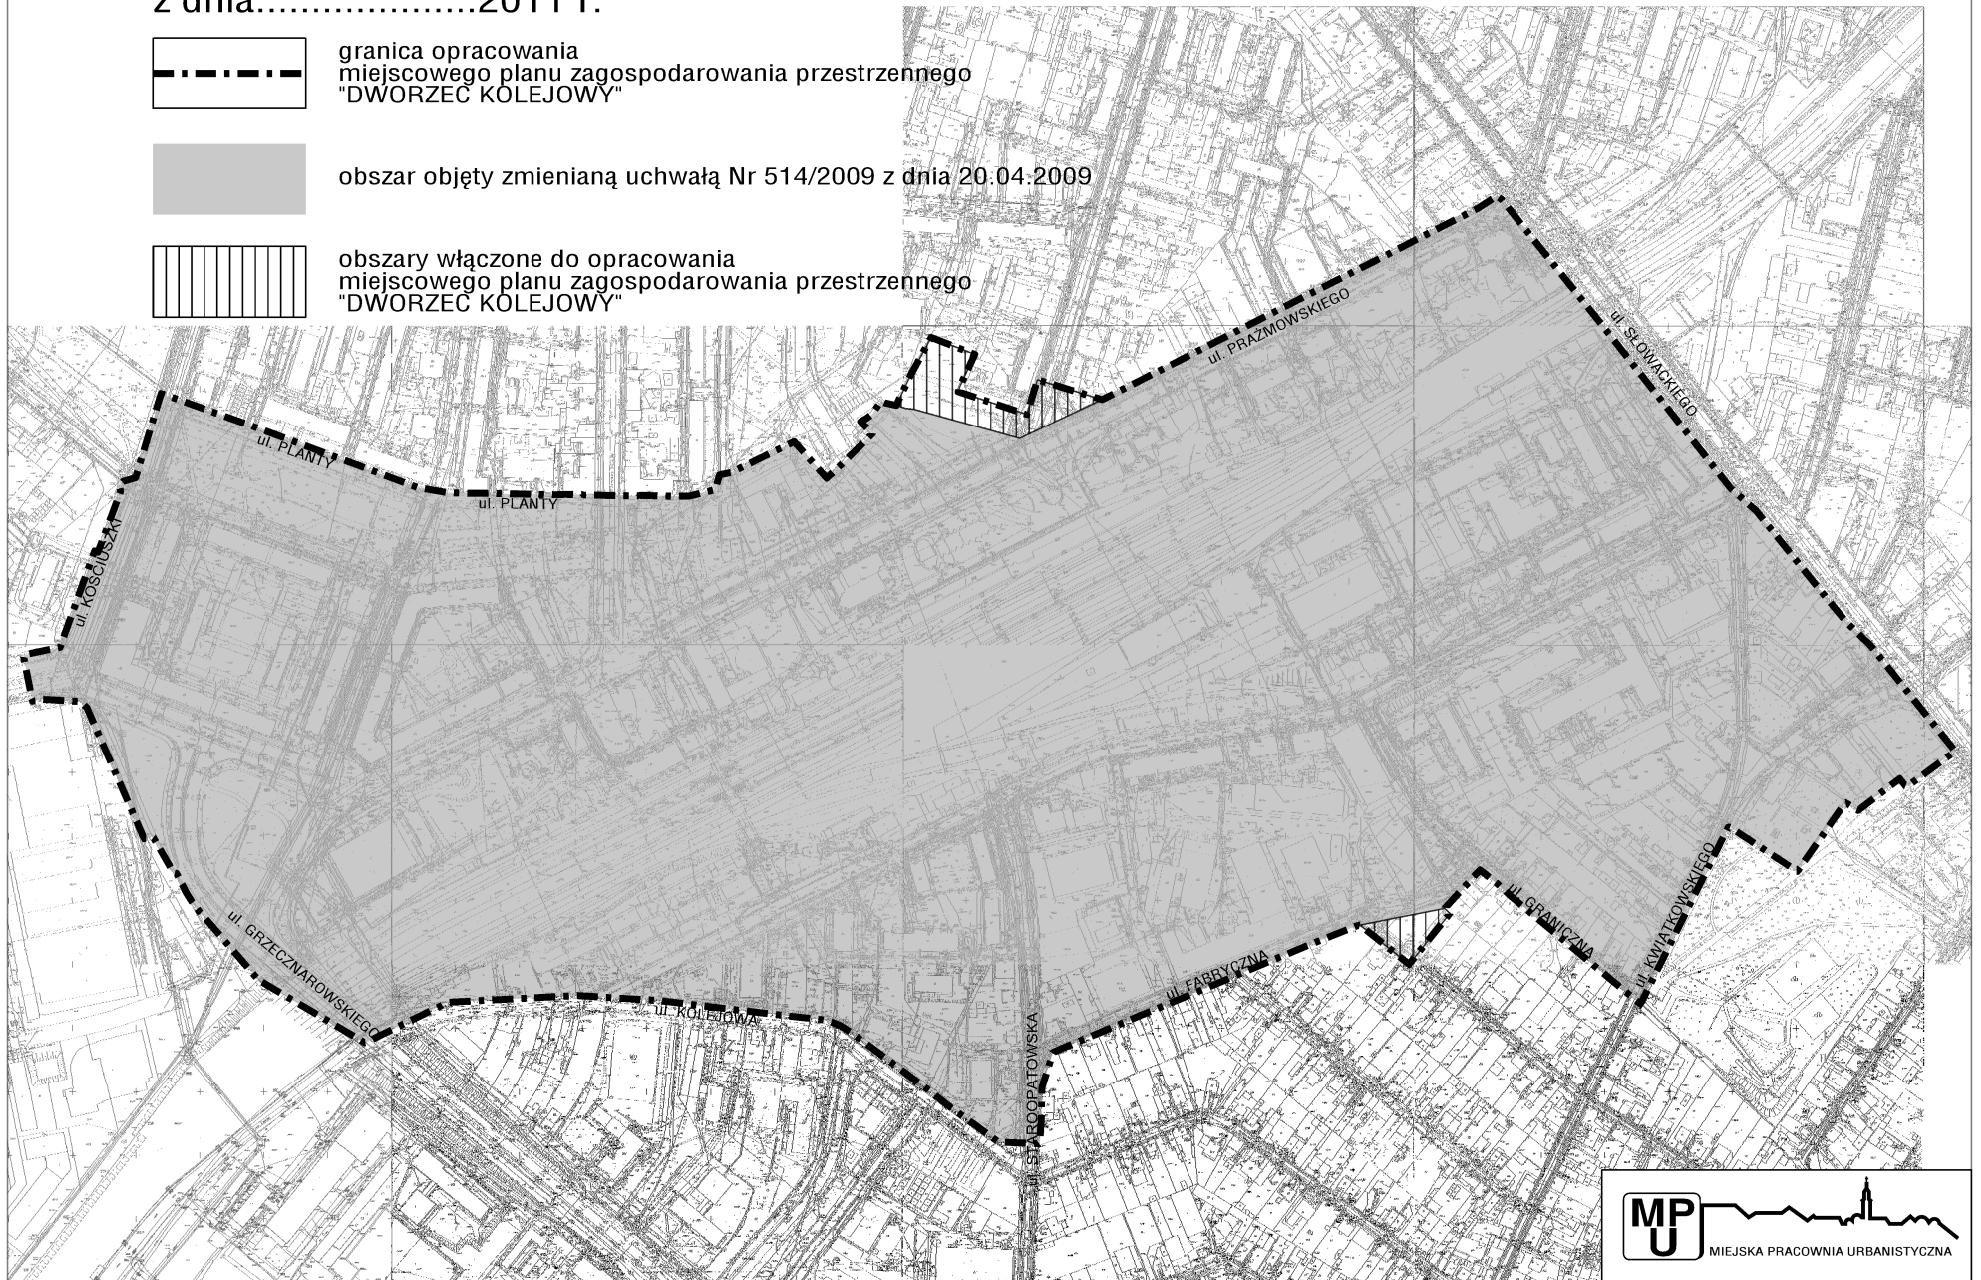 z dnia....................2011 r.
granica opracowania
miejscowego planu zagospodarowania przestrzennego
"DWORZEC KOLEJOWY"
obszar objęty zmienianą uchwałą Nr 514/2009 z dnia 20.04.2009
obszary włączone do opracowania
miejscowego planu zagospodarowania przestrzennego
"DWORZEC KOLEJOWY"
ul. PRAŻMOWSKIEGO
ul. SŁOWACKIEGO
ul. PLANTY
ul. PLANTY
ul. KOŚCIUSZKI
ul. GRZECZNAROWSKIEGO
ul. KOLEJOWA
ul. STAROOPATOWSKA
ul. FABRYCZNA
ul. GRANICZNA
ul. KWIATKOWSKIEGO
MP
U
MIEJSKA PRACOWNIA URBANISTYCZNA